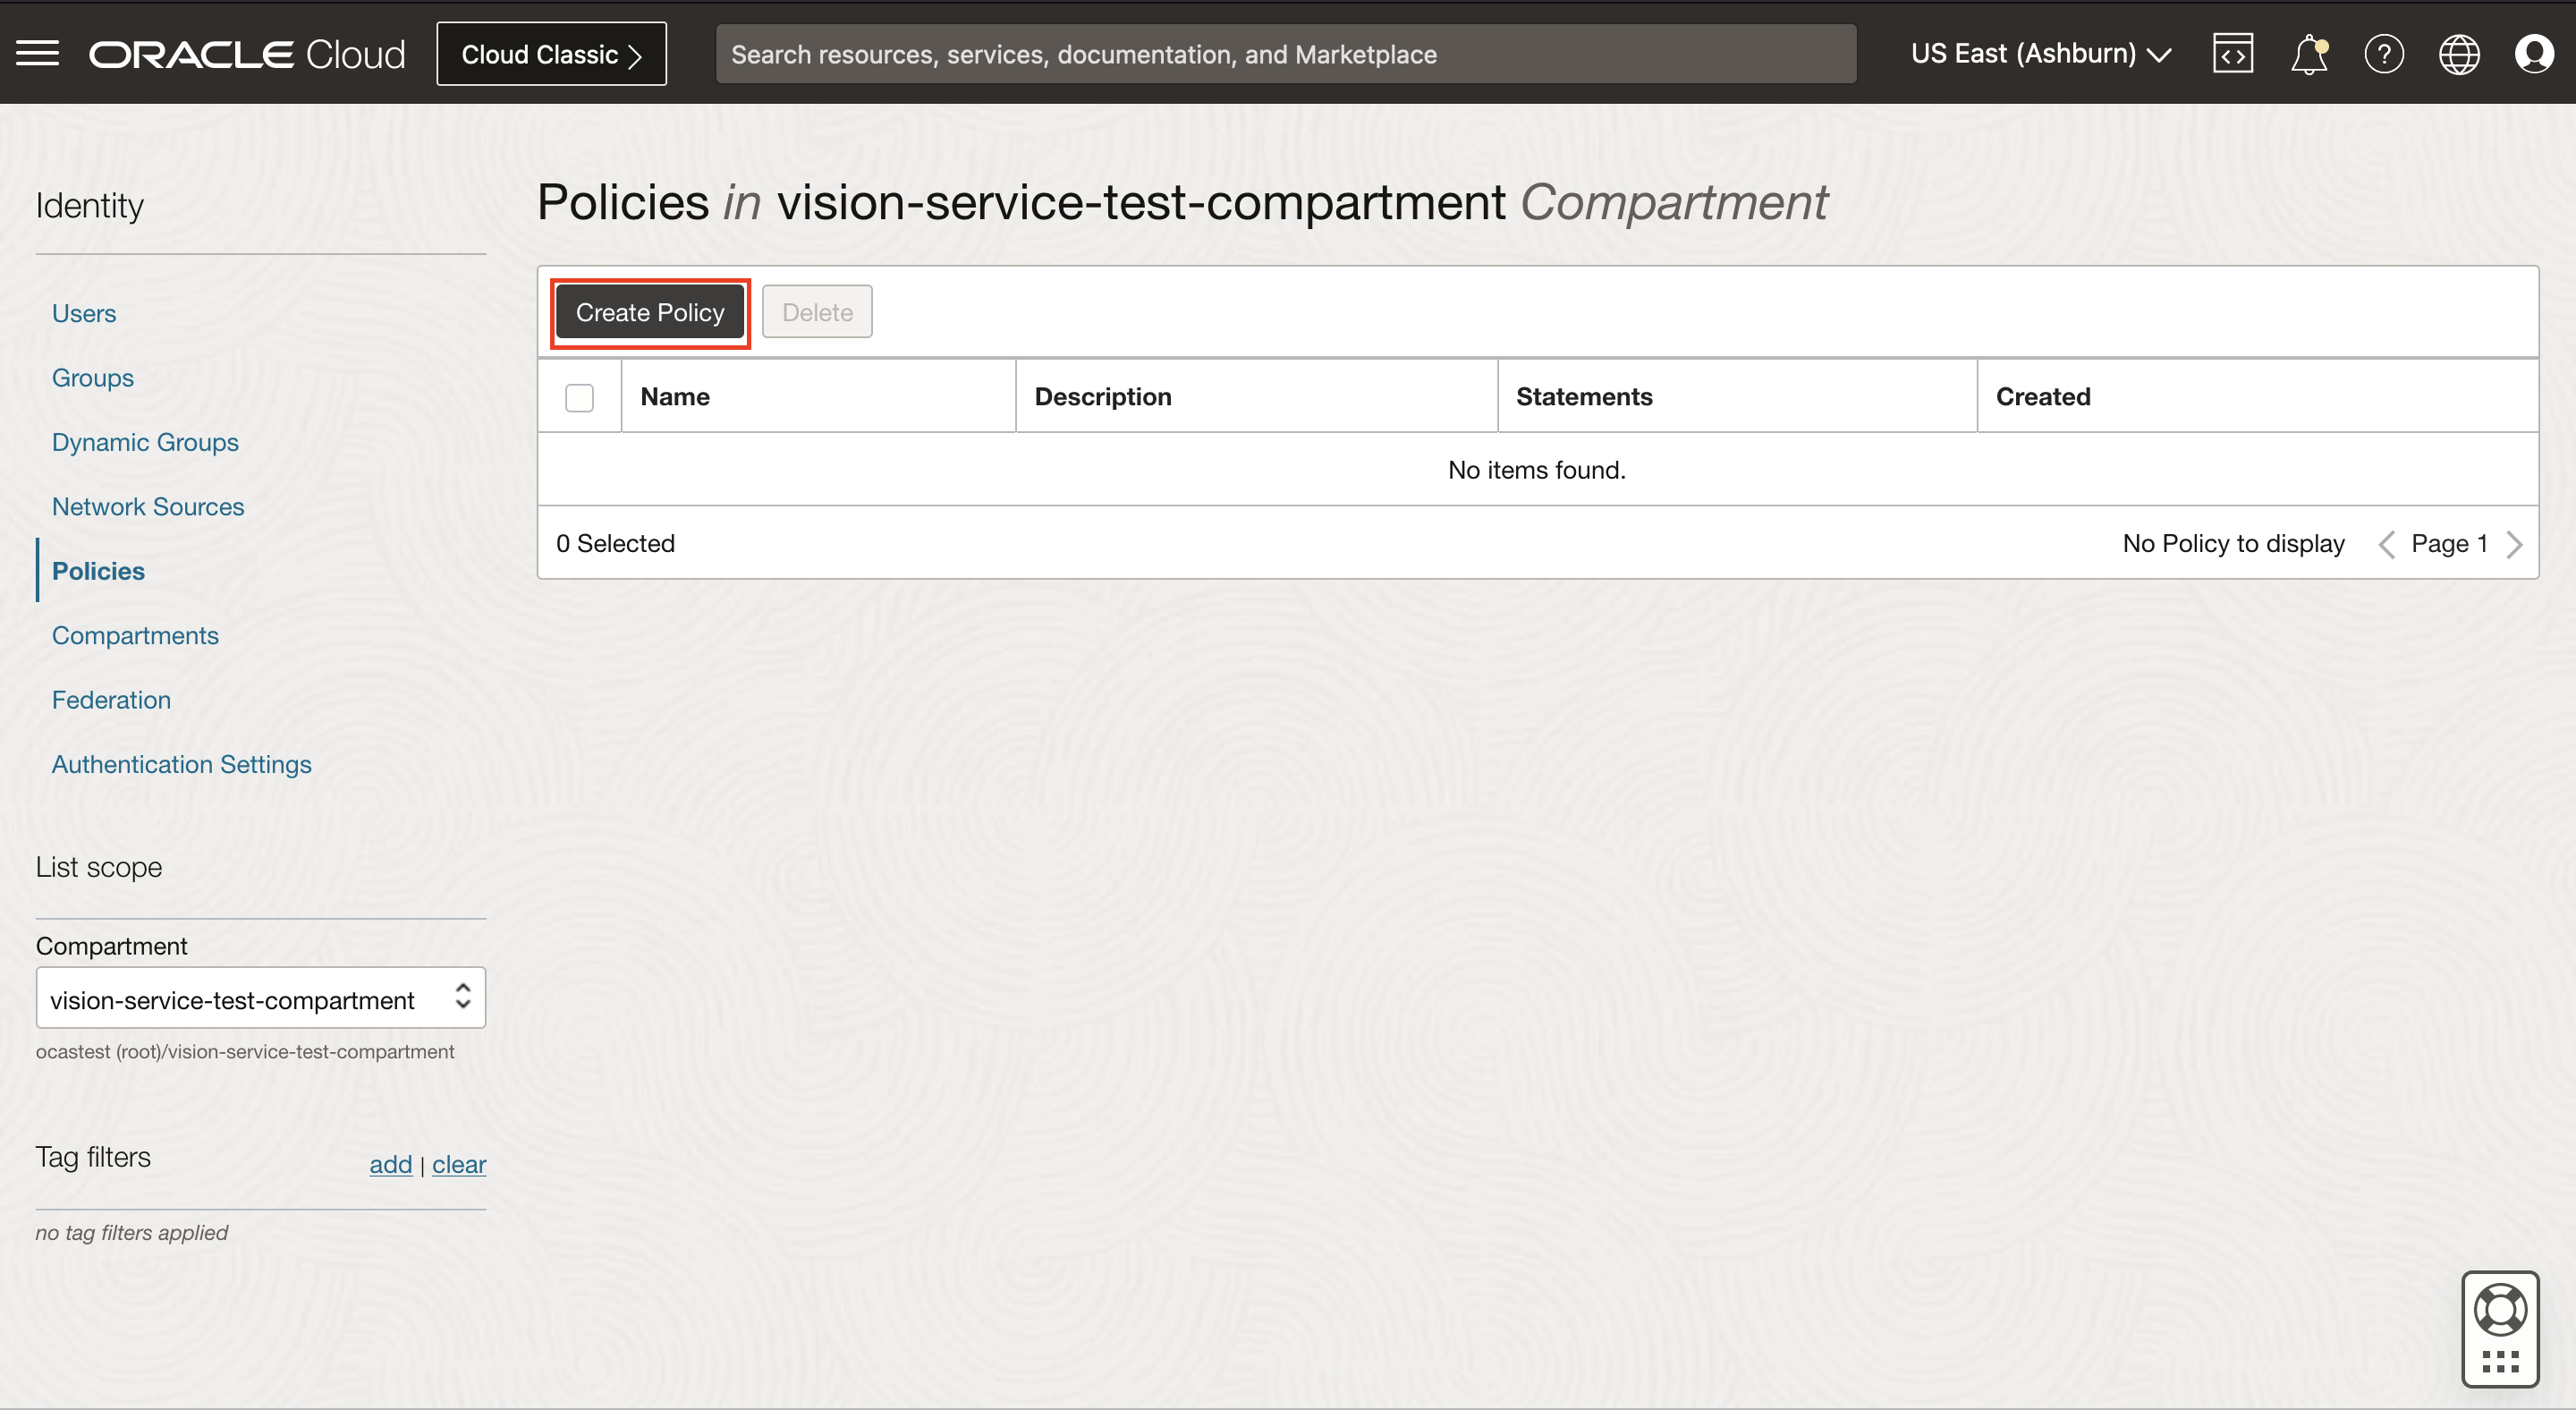 ORACLE Cloud
Cloud Classic
Search resources, services, documentation, and Marketplace
US East (Ashburn)
Identity
Users
Groups
Dynamic Groups
Network Sources
Policies
Compartments
Federation
Authentication Settings
List scope
Compartment
vision-service-test-compartment
ocastest (root)/vision-service-test-compartment
Tag filters
add | clear
no tag filters applied
Policies in vision-service-test-compartment Compartment
Create Policy Delete
Name Description Statements Created
No items found.
0 Selected No Policy to display Page 1